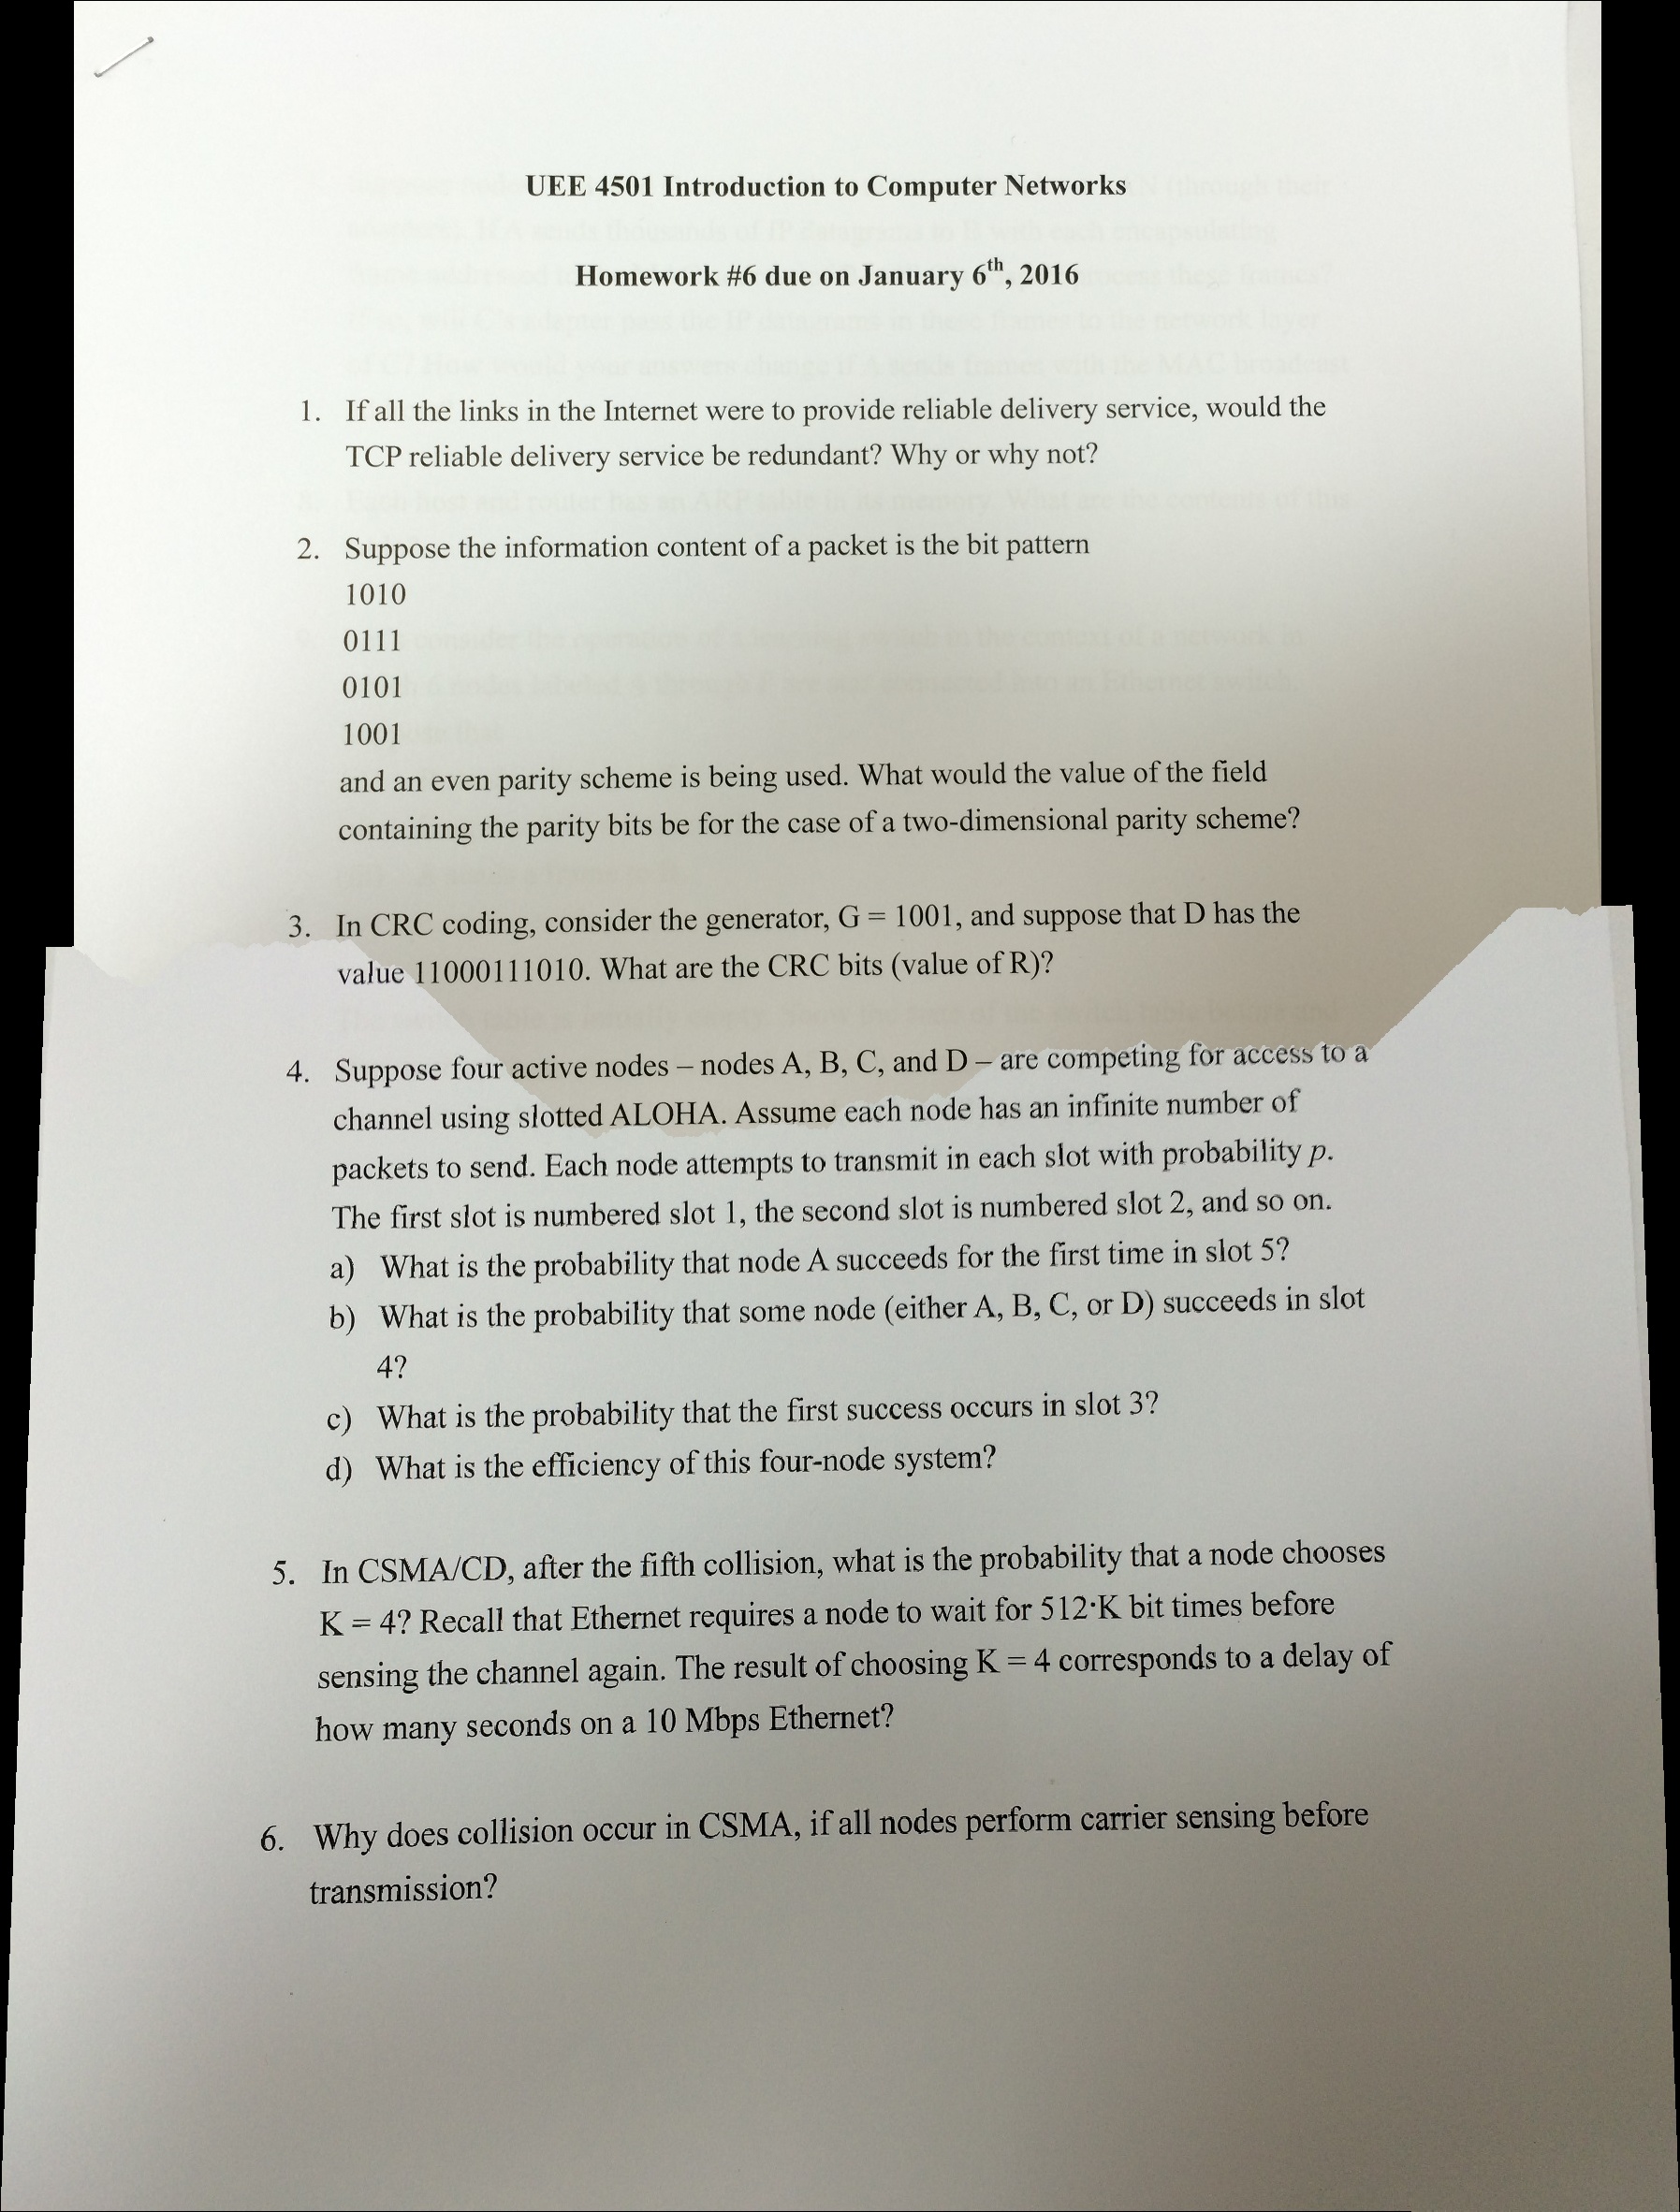 UEE 4501 Introduction to Computer Networks
Homework #6 due on January 6th, 2016
1. If all the links in the Internet were to provide reliable delivery service, would the
TCP reliable delivery service be redundant? Why or why not?
2. Suppose the information content of a packet is the bit pattern
1010
0111
0101
1001
and an even parity scheme is being used. What would the value of the field
containing the parity bits be for the case of a two-dimensional parity scheme?
3. In CRC coding, consider the generator, G = 1001, and suppose that D has the
value 11000111010. What are the CRC bits (value of R)?
4. Suppose four active nodes – nodes A, B, C, and D – are competing for access to a
channel using slotted ALOHA. Assume each node has an infinite number of
packets to send. Each node attempts to transmit in each slot with probability p.
The first slot is numbered slot 1, the second slot is numbered slot 2, and so on.
a) What is the probability that node A succeeds for the first time in slot 5?
b) What is the probability that some node (either A, B, C, or D) succeeds in slot
4?
c) What is the probability that the first success occurs in slot 3?
d) What is the efficiency of this four-node system?
5. In CSMA/CD, after the fifth collision, what is the probability that a node chooses
K = 4? Recall that Ethernet requires a node to wait for 512·K bit times before
sensing the channel again. The result of choosing K = 4 corresponds to a delay of
how many seconds on a 10 Mbps Ethernet?
6. Why does collision occur in CSMA, if all nodes perform carrier sensing before
transmission?